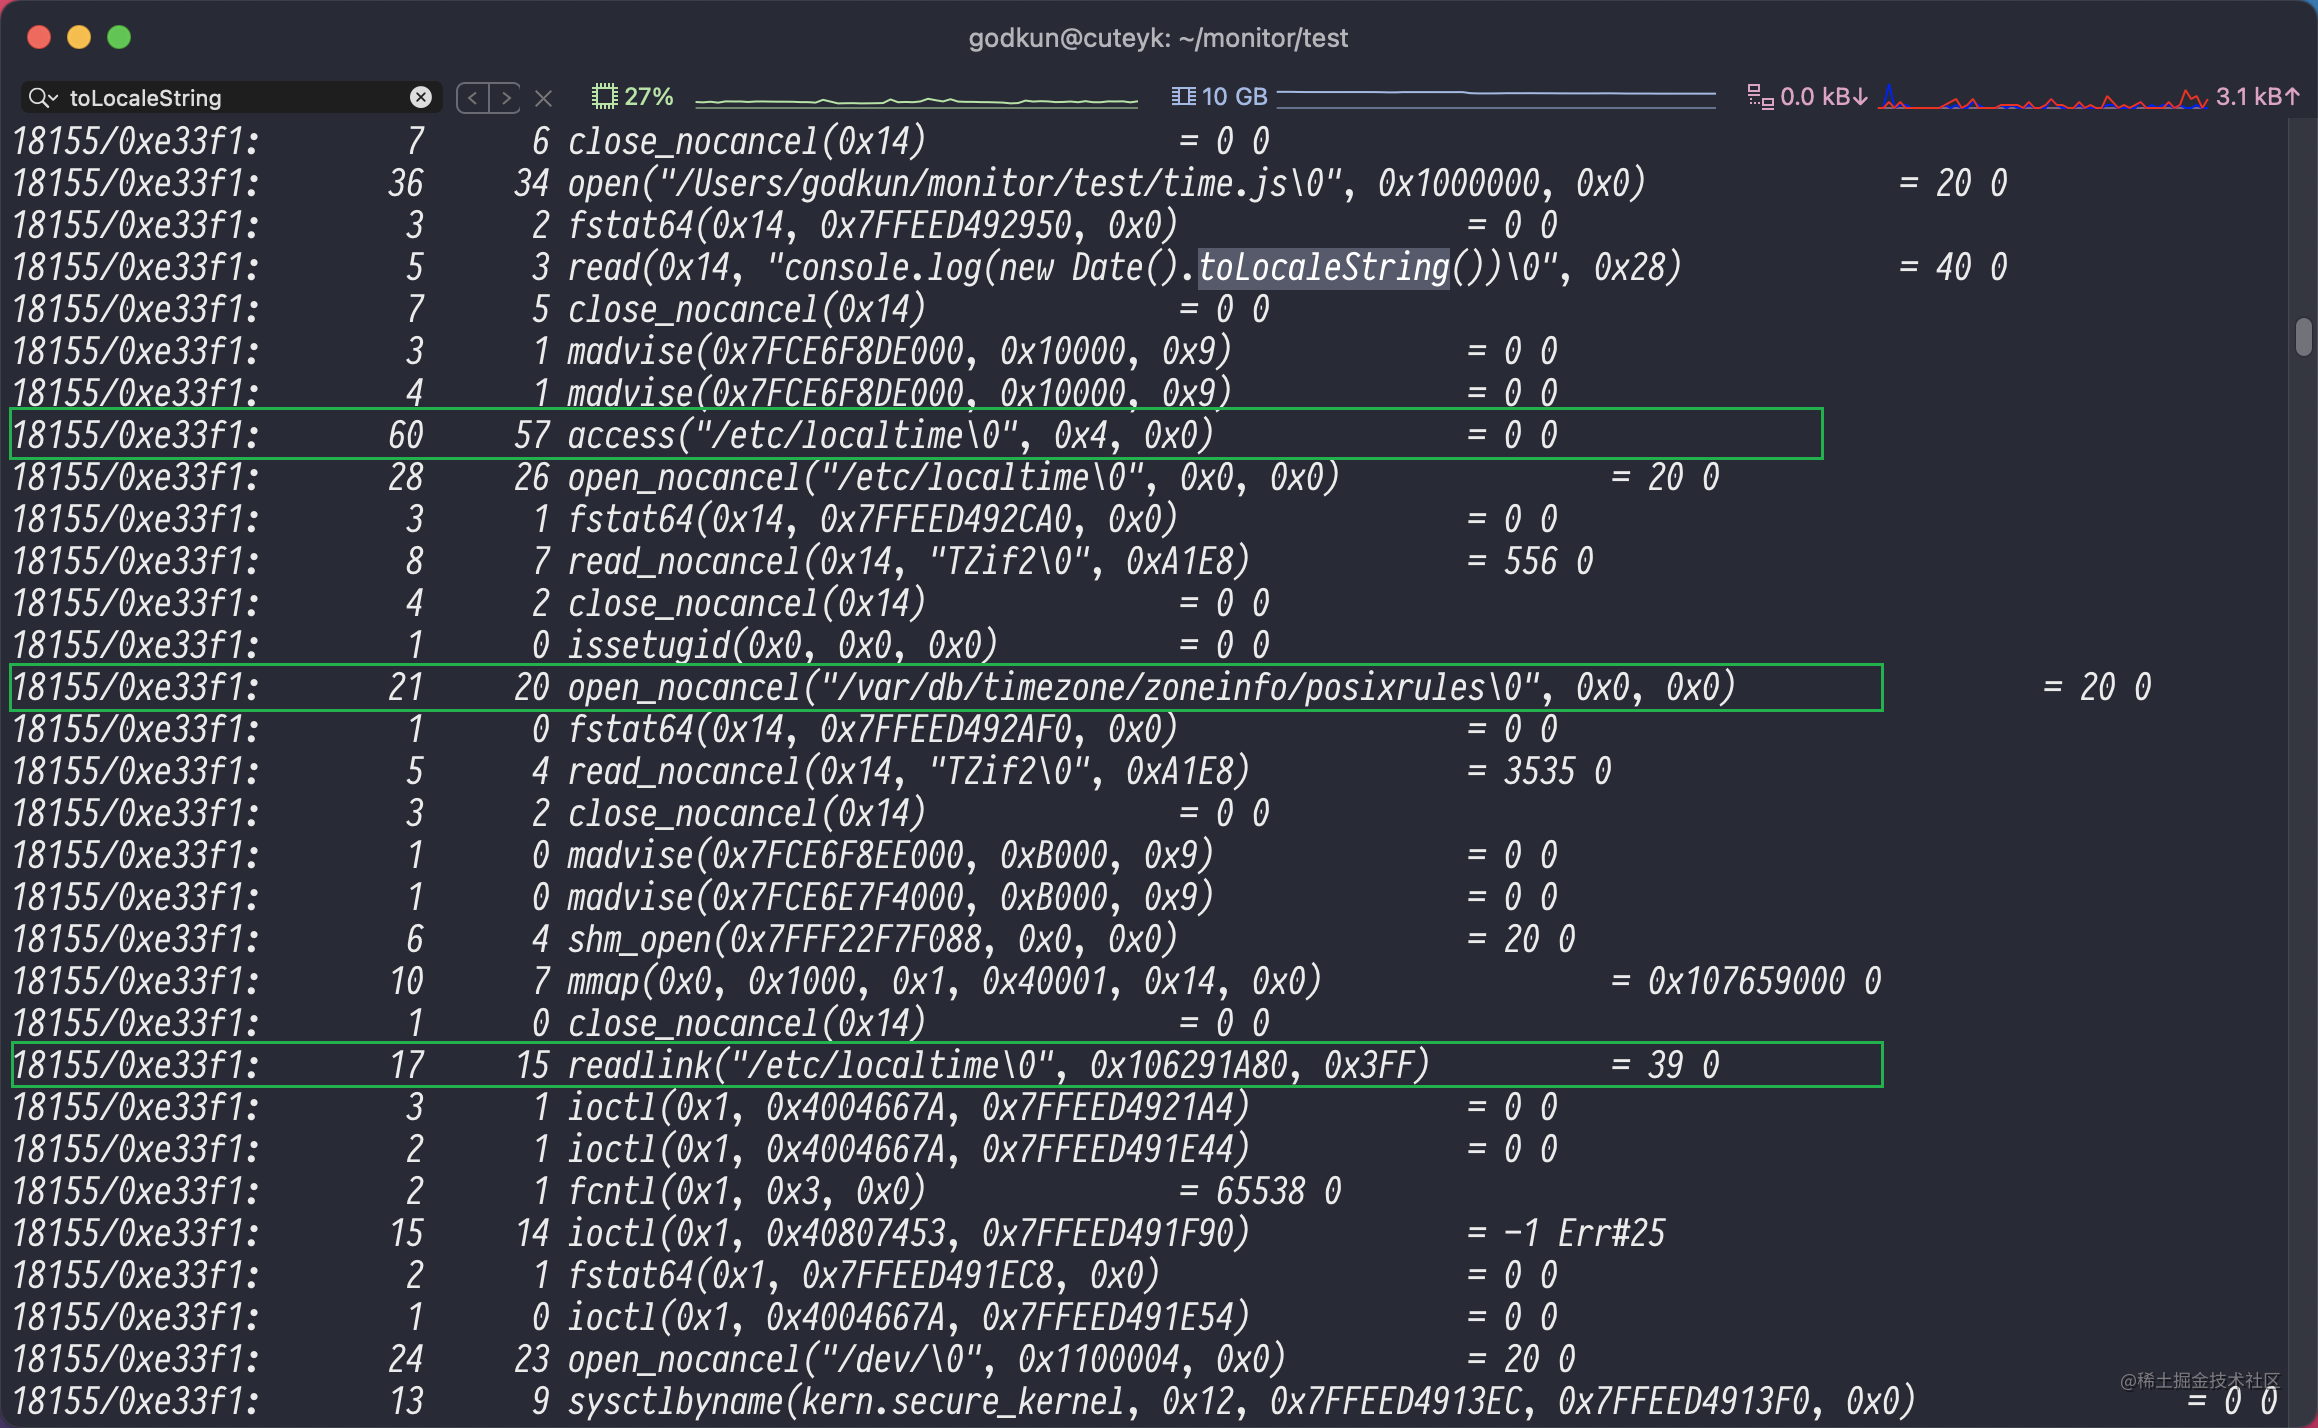 godkun@cuteyk: ~/monitor/test
toLocaleString 27% 10 GB 0.0 kB↓ 3.1 kB↑
18155/0xe33f1: 7 6 close_nocancel(0x14) = 0 0
18155/0xe33f1: 36 34 open("/Users/godkun/monitor/test/time.js\0", 0x1000000, 0x0) = 20 0
18155/0xe33f1: 3 2 fstat64(0x14, 0x7FFEED492950, 0x0) = 0 0
18155/0xe33f1: 5 3 read(0x14, "console.log(new Date().toLocaleString())\0", 0x28) = 40 0
18155/0xe33f1: 7 5 close_nocancel(0x14) = 0 0
18155/0xe33f1: 3 1 madvise(0x7FCE6F8DE000, 0x10000, 0x9) = 0 0
18155/0xe33f1: 4 1 madvise(0x7FCE6F8DE000, 0x10000, 0x9) = 0 0
18155/0xe33f1: 60 57 access("/etc/localtime\0", 0x4, 0x0) = 0 0
18155/0xe33f1: 28 26 open_nocancel("/etc/localtime\0", 0x0, 0x0) = 20 0
18155/0xe33f1: 3 1 fstat64(0x14, 0x7FFEED492CA0, 0x0) = 0 0
18155/0xe33f1: 8 7 read_nocancel(0x14, "TZif2\0", 0xA1E8) = 556 0
18155/0xe33f1: 4 2 close_nocancel(0x14) = 0 0
18155/0xe33f1: 1 0 issetugid(0x0, 0x0, 0x0) = 0 0
18155/0xe33f1: 21 20 open_nocancel("/var/db/timezone/zoneinfo/posixrules\0", 0x0, 0x0) = 20 0
18155/0xe33f1: 1 0 fstat64(0x14, 0x7FFEED492AF0, 0x0) = 0 0
18155/0xe33f1: 5 4 read_nocancel(0x14, "TZif2\0", 0xA1E8) = 3535 0
18155/0xe33f1: 3 2 close_nocancel(0x14) = 0 0
18155/0xe33f1: 1 0 madvise(0x7FCE6F8EE000, 0xB000, 0x9) = 0 0
18155/0xe33f1: 1 0 madvise(0x7FCE6E7F4000, 0xB000, 0x9) = 0 0
18155/0xe33f1: 6 4 shm_open(0x7FFF22F7F088, 0x0, 0x0) = 20 0
18155/0xe33f1: 10 7 mmap(0x0, 0x1000, 0x1, 0x40001, 0x14, 0x0) = 0x107659000 0
18155/0xe33f1: 1 0 close_nocancel(0x14) = 0 0
18155/0xe33f1: 17 15 readlink("/etc/localtime\0", 0x106291A80, 0x3FF) = 39 0
18155/0xe33f1: 3 1 ioctl(0x1, 0x4004667A, 0x7FFEED4921A4) = 0 0
18155/0xe33f1: 2 1 ioctl(0x1, 0x4004667A, 0x7FFEED491E44) = 0 0
18155/0xe33f1: 2 1 fcntl(0x1, 0x3, 0x0) = 65538 0
18155/0xe33f1: 15 14 ioctl(0x1, 0x40807453, 0x7FFEED491F90) = -1 Err#25
18155/0xe33f1: 2 1 fstat64(0x1, 0x7FFEED491EC8, 0x0) = 0 0
18155/0xe33f1: 1 0 ioctl(0x1, 0x4004667A, 0x7FFEED491E54) = 0 0
18155/0xe33f1: 24 23 open_nocancel("/dev/\0", 0x1100004, 0x0) = 20 0
@稀土掘金技术社区
18155/0xe33f1: 13 9 sysctlbyname(kern.secure_kernel, 0x12, 0x7FFEED4913EC, 0x7FFEED4913F0, 0x0) = 0 0